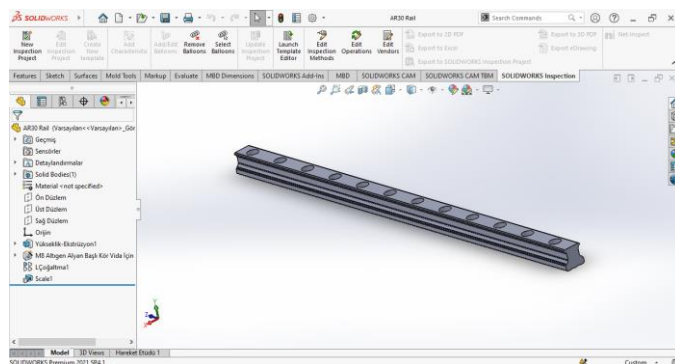 SOLIDWORKS
AR30 Rail
Search Commands
New Inspection Project
Edit Inspection Project
Create New template
Add Characteristic
Add/Edit Balloons
Remove Balloons
Select Balloons
Update Inspection Project
Launch Template Editor
Edit Inspection Methods
Edit Operations
Edit Vendors
Export to 2D PDF
Export to Excel
Export to SOLIDWORKS Inspection Project
Export to 3D PDF
Export eDrawing
Net-Inspect
Features Sketch Surfaces Mold Tools Markup Evaluate MBD Dimensions SOLIDWORKS Add-Ins MBD SOLIDWORKS CAM SOLIDWORKS CAM TBM SOLIDWORKS Inspection
AR30 Rail (Varsayılan<<Varsayılan>_Gör
Geçmiş
Sensörler
Detaylandırmalar
Solid Bodies(1)
Material <not specified>
Ön Düzlem
Üst Düzlem
Sağ Düzlem
Orijin
Yükseklik-Ekstrüzyon1
M8 Altıgen Alyan Başlı Kör Vida İçin
LÇoğaltma1
Scale1
Model 3D Views Hareket Etüdü 1
SOLIDWORKS Premium 2021 SP4.1
Custom